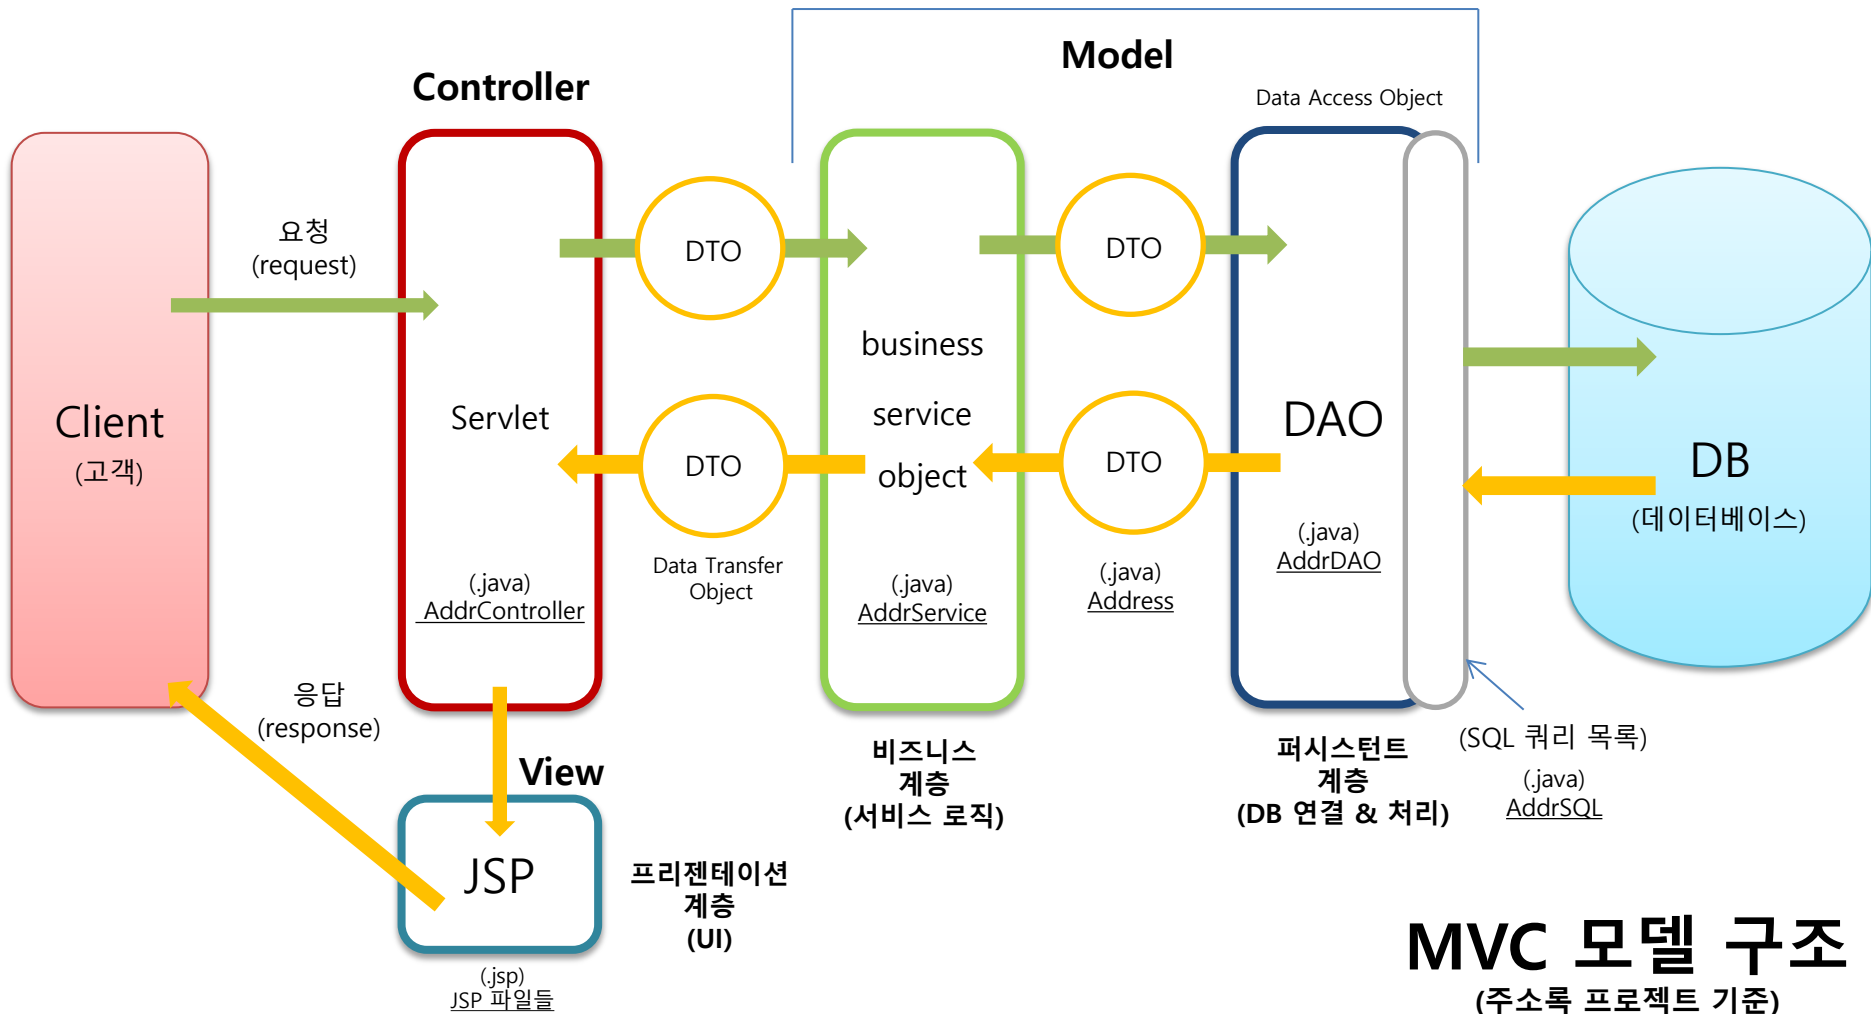 Model
Controller
Data Access Object
요청
(request)
DTO
DTO
business
service
object
Client
(고객)
Servlet
DTO
DTO
DAO
DB
(데이터베이스)
(.java)
AddrController
Data Transfer
Object
(.java)
AddrService
(.java)
Address
(.java)
AddrDAO
응답
(response)
View
비즈니스
계층
(서비스 로직)
퍼시스턴트
계층
(DB 연결 & 처리)
(SQL 쿼리 목록)
(.java)
AddrSQL
JSP
프리젠테이션
계층
(UI)
(.jsp)
JSP 파일들
MVC 모델 구조
(주소록 프로젝트 기준)